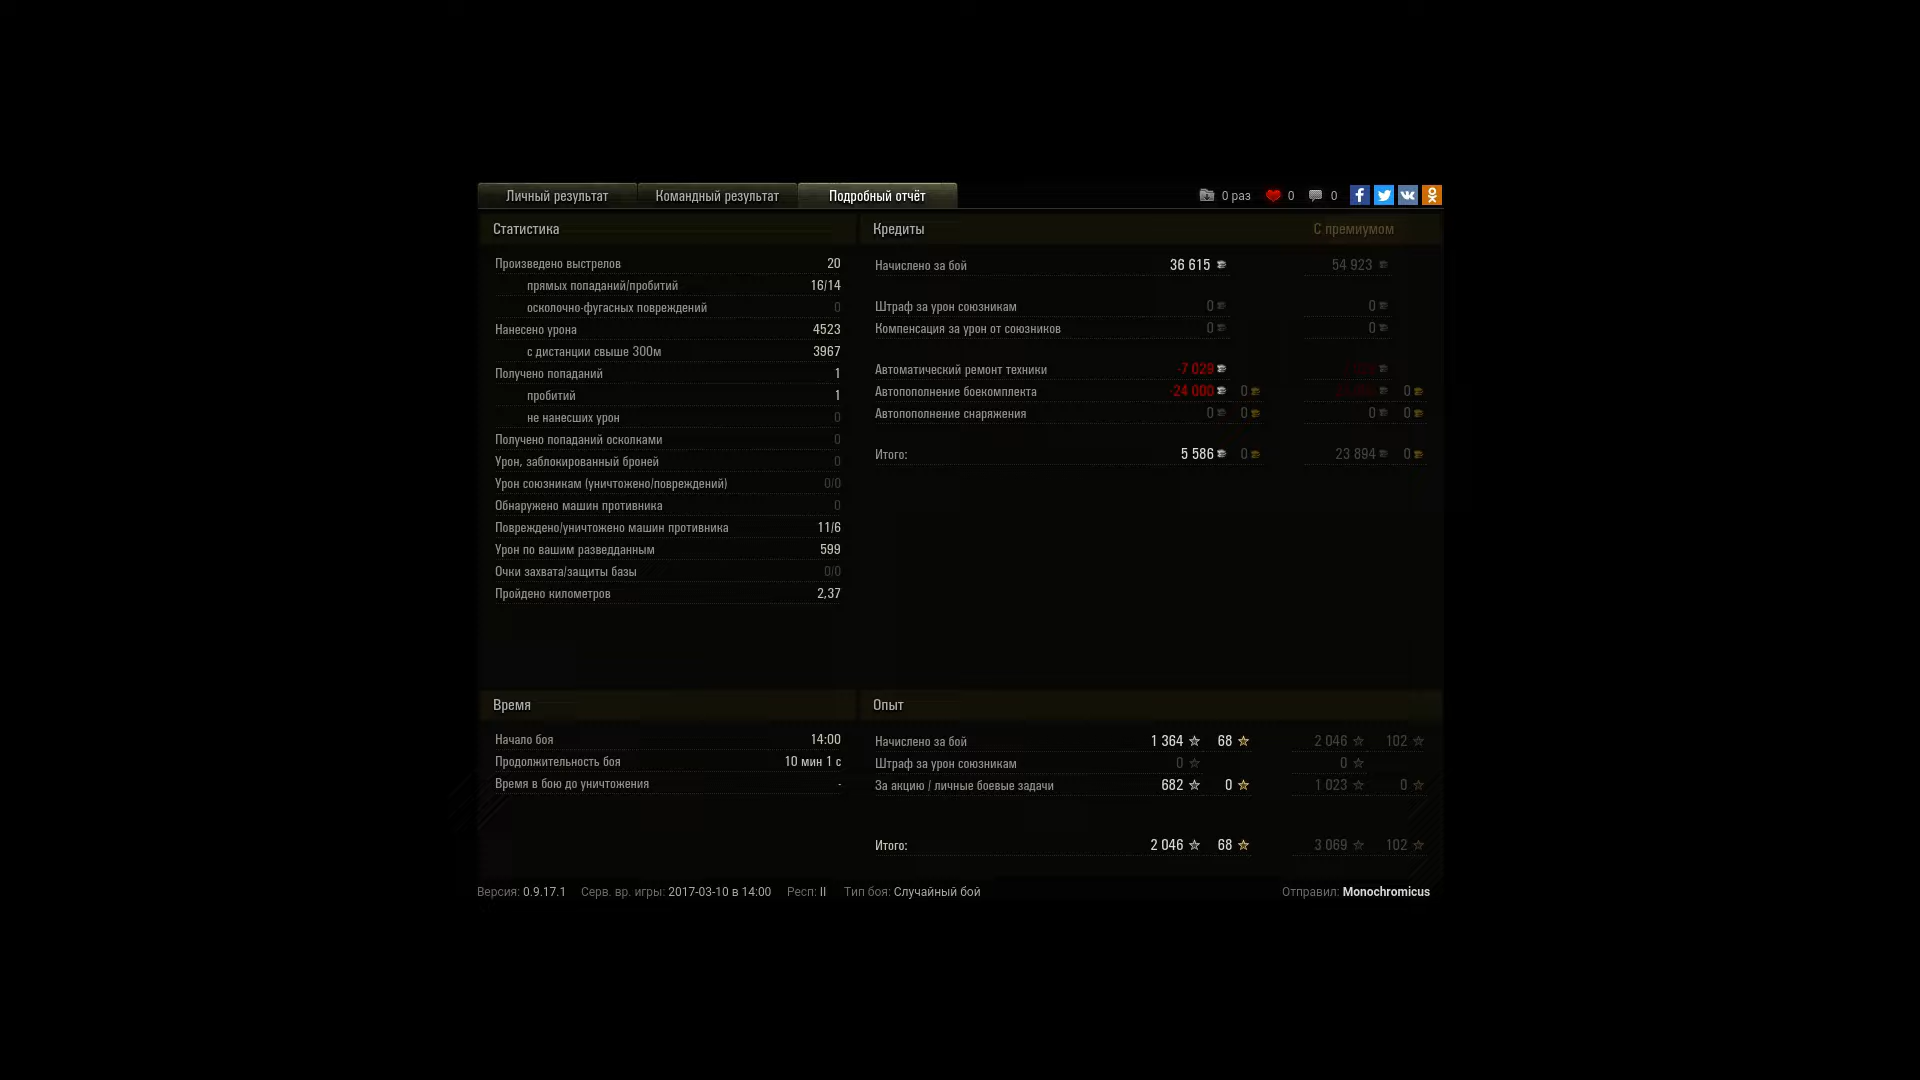 Личный результат Командный результат Подробный отчёт 0 раз 0 0
Статистика
Произведено выстрелов 20
прямых попаданий/пробитий 16/14
осколочно-фугасных повреждений 0
Нанесено урона 4523
с дистанции свыше 300м 3967
Получено попаданий 1
пробитий 1
не нанесших урон 0
Получено попаданий осколками 0
Урон, заблокированный броней 0
Урон союзникам (уничтожено/повреждений) 0/0
Обнаружено машин противника 0
Повреждено/уничтожено машин противника 11/6
Урон по вашим разведданным 599
Очки захвата/защиты базы 0/0
Пройдено километров 2,37
Кредиты С премиумом
Начислено за бой 36 615 54 923
Штраф за урон союзникам 0 0
Компенсация за урон от союзников 0 0
Автоматический ремонт техники -7 029
Автопополнение боекомплекта -24 000 0 0
Автопополнение снаряжения 0 0 0 0
Итого: 5 586 0 23 894 0
Время
Начало боя 14:00
Продолжительность боя 10 мин 1 с
Время в бою до уничтожения -
Опыт
Начислено за бой 1 364 68 2 046 102
Штраф за урон союзникам 0 0
За акцию / личные боевые задачи 682 0 1 023 0
Итого: 2 046 68 3 069 102
Версия: 0.9.17.1 Серв. вр. игры: 2017-03-10 в 14:00 Респ: II Тип боя: Случайный бой Отправил: Monochromicus